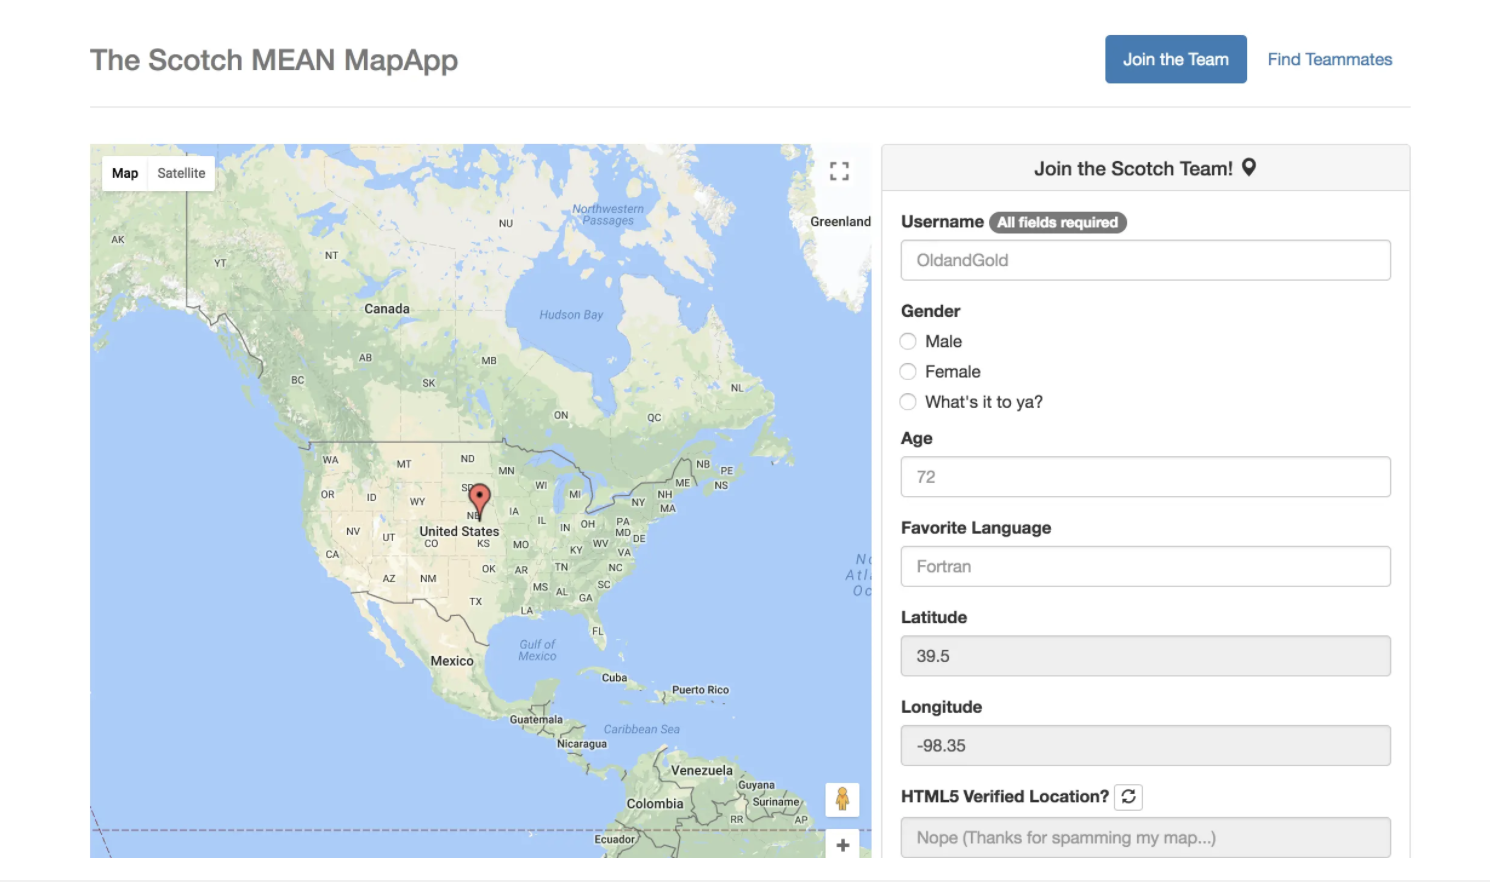 The Scotch MEAN MapApp
Join the Team
Find Teammates
Map
Satellite
Northwestern
Passages
Greenland
NU
AK
YT
NT
Canada
Hudson Bay
AB
MB
BC
SK
NL
ON
QC
WA
MT
ND
MN
NB
PE
OR
ID
WY
SD
WI
MI
ME
NS
NH
NY
MA
NE
IA
NV
UT
United States
CO
KS
IL
IN
OH
PA
MD
DE
CA
MO
KY
WV
VA
AZ
NM
OK
AR
TN
NC
TX
MS
AL
GA
SC
LA
FL
Gulf of
Mexico
Mexico
Cuba
Puerto Rico
Guatemala
Caribbean Sea
Nicaragua
Venezuela
Guyana
Colombia
Suriname
RR
AP
Ecuador
Join the Scotch Team!
Username All fields required
OldandGold
Gender
Male
Female
What's it to ya?
Age
72
Favorite Language
Fortran
Latitude
39.5
Longitude
-98.35
HTML5 Verified Location?
Nope (Thanks for spamming my map...)